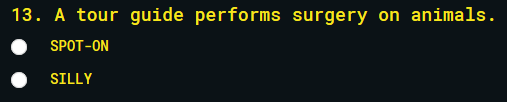 13. A tour guide performs surgery on animals.
SPOT-ON
SILLY